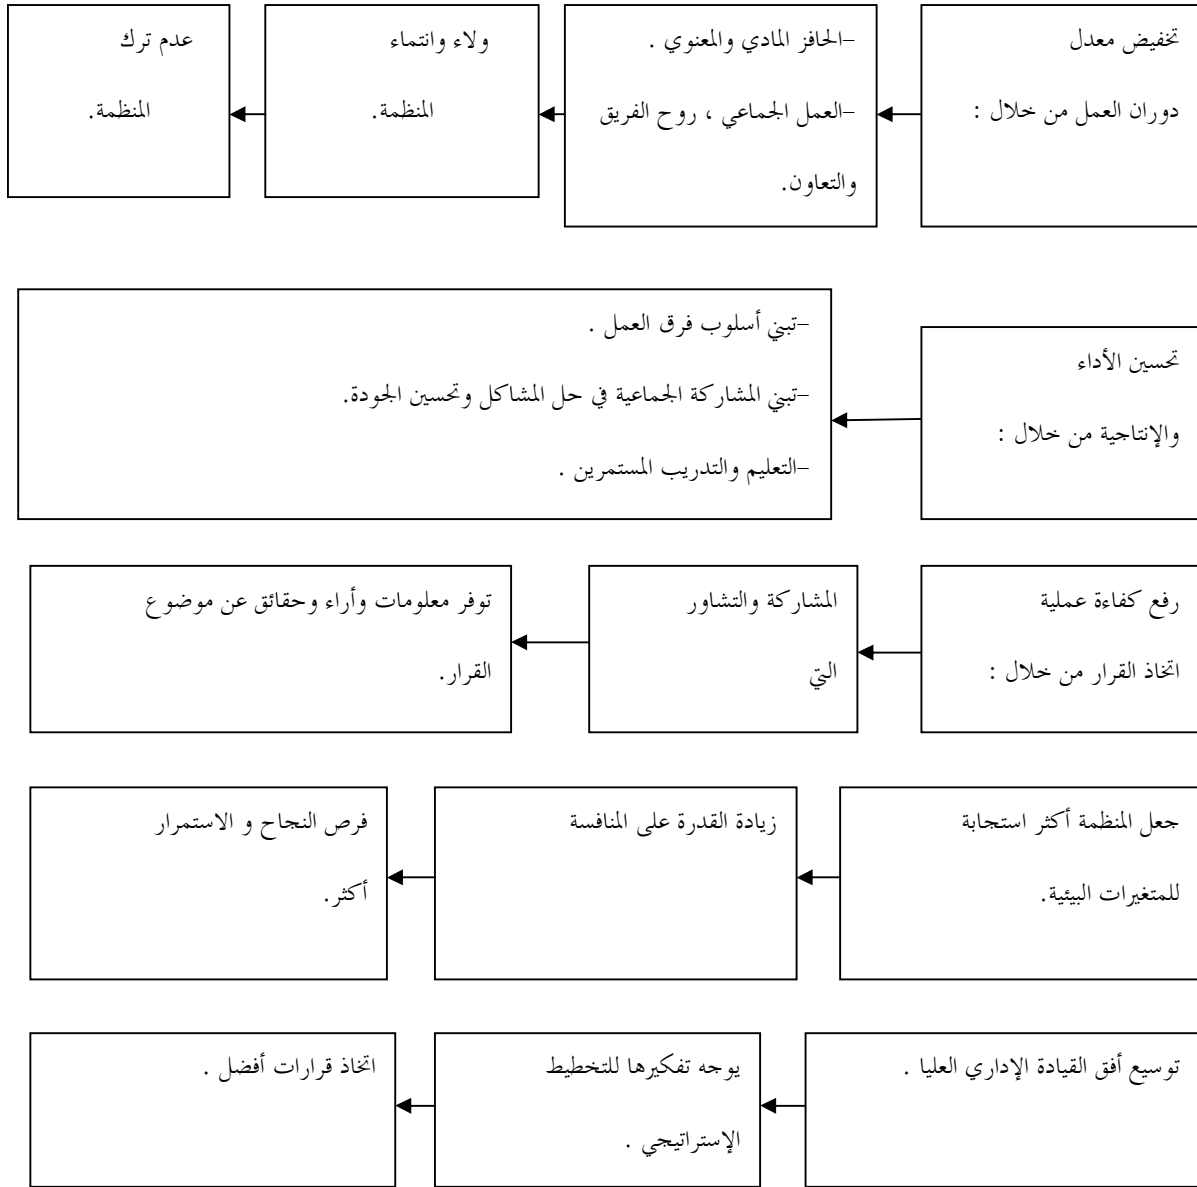 تخفيض معدل
دوران العمل من خلال :
–الحافز المادي والمعنوي .
–العمل الجماعي ، روح الفريق
والتعاون.
ولاء وانتماء
المنظمة.
عدم ترك
المنظمة.
تحسين الأداء
والإنتاجية من خلال :
–تبني أسلوب فرق العمل .
–تبني المشاركة الجماعية في حل المشاكل وتحسين الجودة.
–التعليم والتدريب المستمرين .
رفع كفاءة عملية
اتخاذ القرار من خلال :
المشاركة والتشاور
التي
توفر معلومات وأراء وحقائق عن موضوع
القرار.
جعل المنظمة أكثر استجابة
للمتغيرات البيئية.
زيادة القدرة على المنافسة
فرص النجاح و الاستمرار
أكثر.
توسيع أفق القيادة الإداري العليا .
يوجه تفكيرها للتخطيط
الإستراتيجي .
اتخاذ قرارات أفضل .